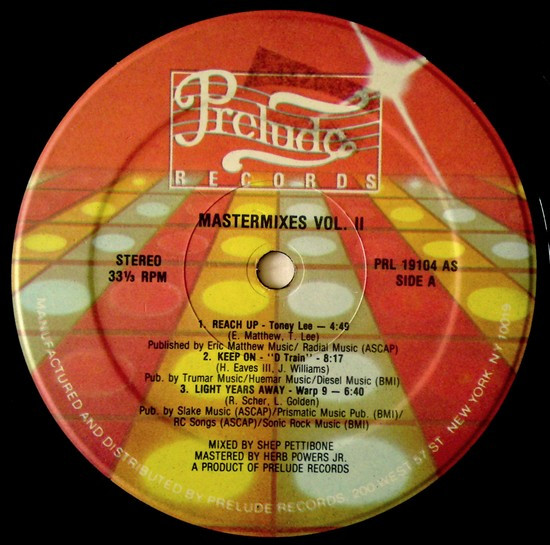 Prelude
RECORDS
MASTERMIXES VOL. II
STEREO
33⅓ RPM
PRL 19104 AS
SIDE A
1. REACH UP - Toney Lee — 4:49
(E. Matthew, T. Lee)
Published by Eric Matthew Music/ Radial Music (ASCAP)
2. KEEP ON - "D Train" - 8:17
(H. Eaves III, J. Williams)
Pub. by Trumar Music/Huemar Music/Diesel Music (BMI)
3. LIGHT YEARS AWAY - Warp 9 — 6:40
(R. Scher, L. Golden)
Pub. by Slake Music (ASCAP)/Prismatic Music Pub. (BMI)/
RC Songs (ASCAP)/Sonic Rock Music (BMI)
MIXED BY SHEP PETTIBONE
MASTERED BY HERB POWERS JR.
A PRODUCT OF PRELUDE RECORDS
MANUFACTURED AND DISTRIBUTED BY PRELUDE RECORDS, 200 WEST 57 ST. NEW YORK, N.Y. 10019